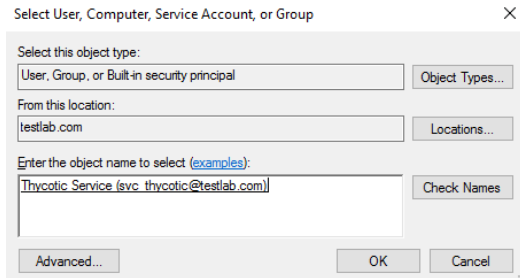 Select User, Computer, Service Account, or Group
Select this object type:
User, Group, or Built-in security principal
Object Types...
From this location:
testlab.com
Locations...
Enter the object name to select (examples):
Thycotic Service (svc_thycotic@testlab.com)
Check Names
Advanced...
OK
Cancel